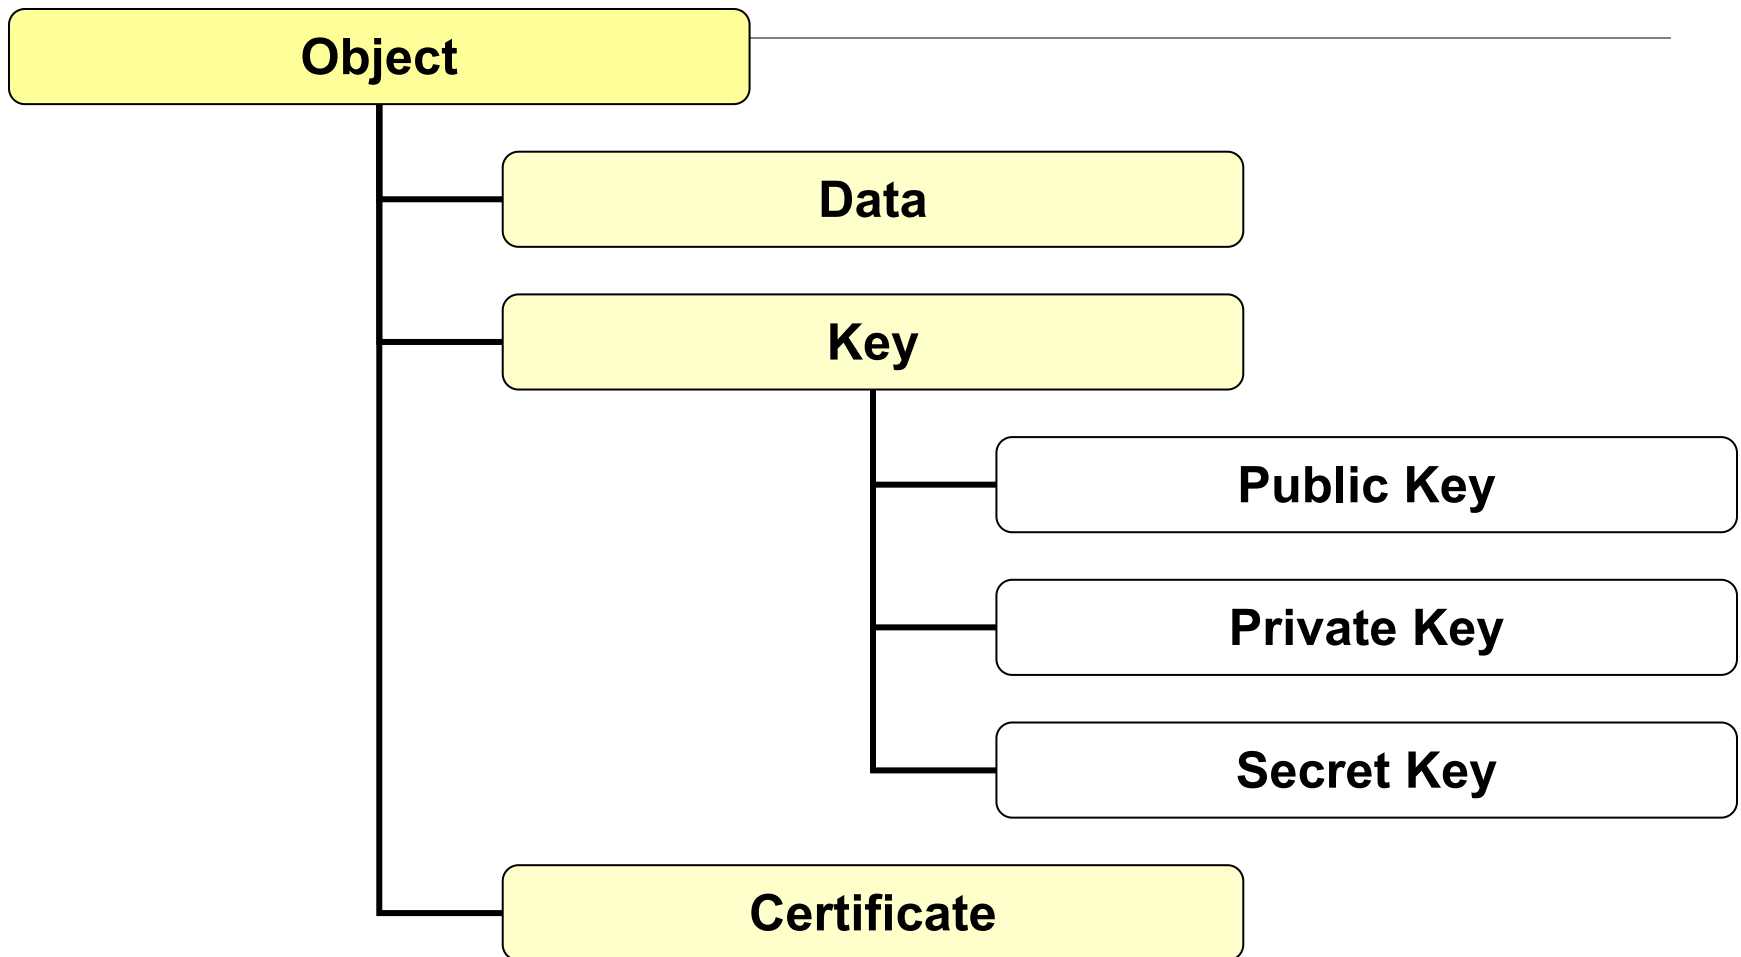 Object
Data
Key
Public Key
Private Key
Secret Key
Certificate